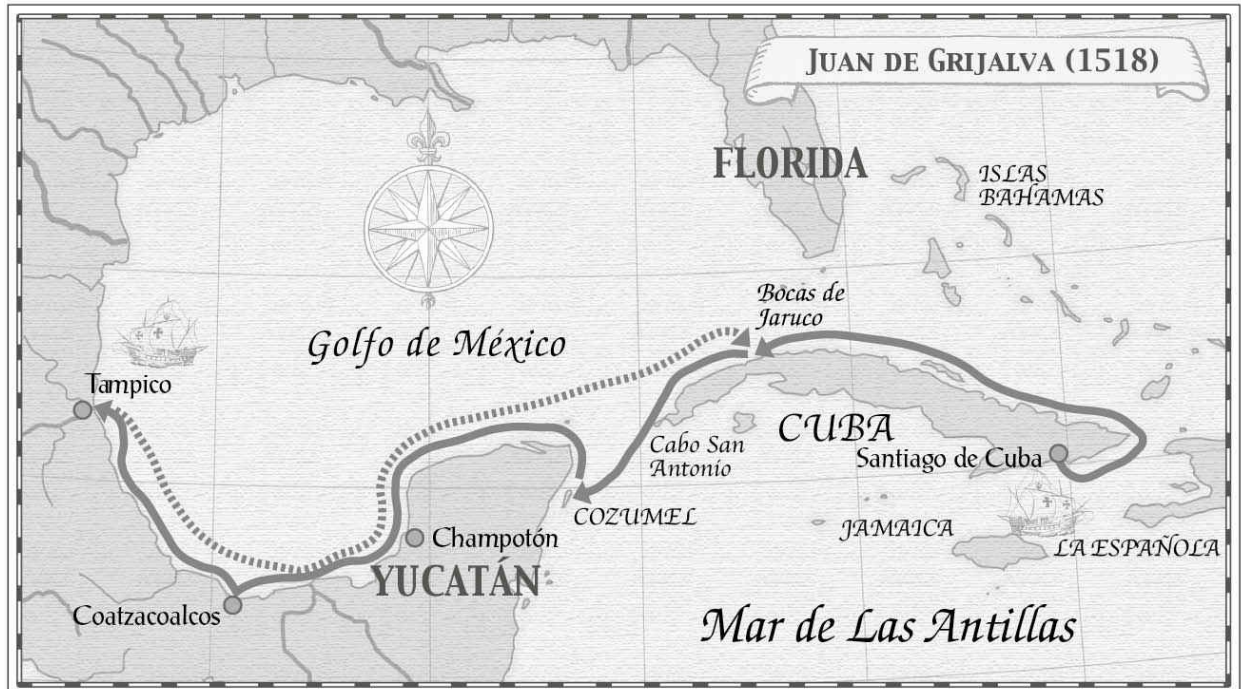 JUAN DE GRIJALVA (1518)
FLORIDA
ISLAS
BAHAMAS
Bocas de
Jaruco
Golfo de México
Tampico
CUBA
Cabo San
Antonio
Santiago de Cuba
COZUMEL
JAMAICA
Champotón
LA ESPAÑOLA
YUCATÁN
Coatzacoalcos
Mar de Las Antillas